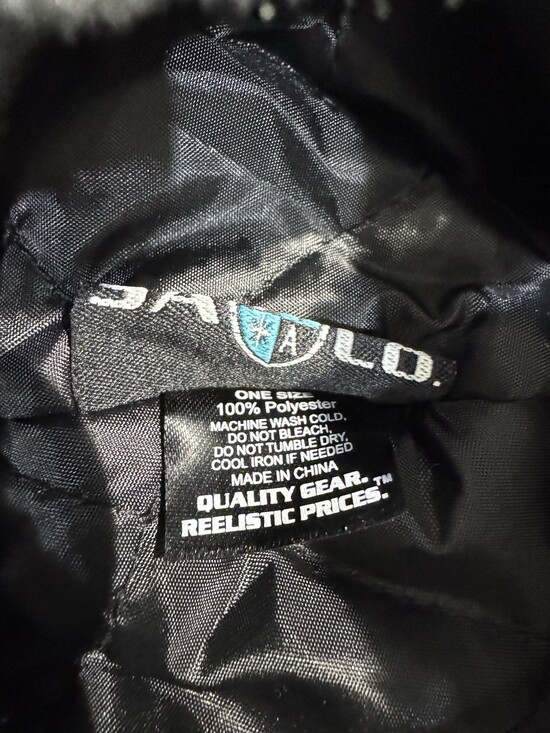 A LO.
ONE SIZE
100% Polyester
MACHINE WASH COLD.
DO NOT BLEACH.
DO NOT TUMBLE DRY.
COOL IRON IF NEEDED
MADE IN CHINA
QUALITY GEAR.
REELISTIC PRICES.™